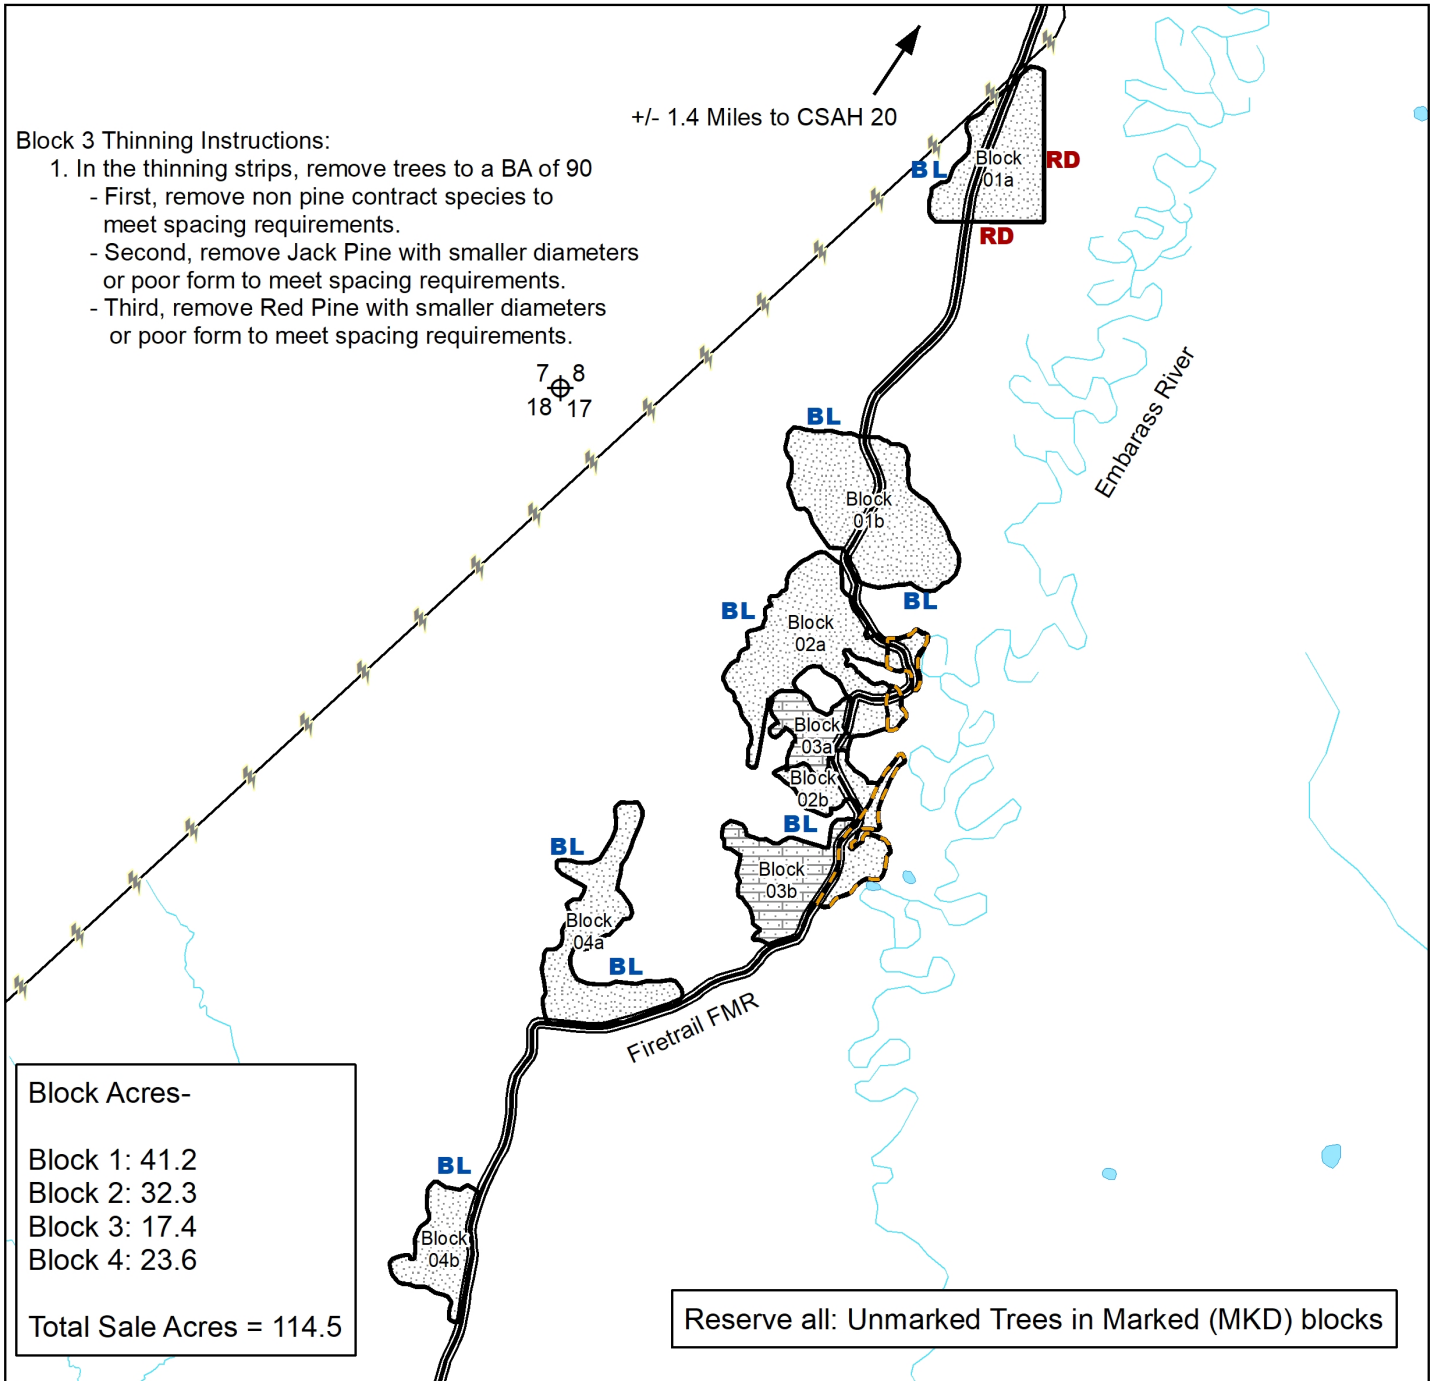 +/- 1.4 Miles to CSAH 20
Block 3 Thinning Instructions:
1. In the thinning strips, remove trees to a BA of 90
- First, remove non pine contract species to
meet spacing requirements.
- Second, remove Jack Pine with smaller diameters
or poor form to meet spacing requirements.
- Third, remove Red Pine with smaller diameters
or poor form to meet spacing requirements.
7 8
18 17
BL
Block
01a
RD
RD
Embarass River
BL
Block
01b
BL
BL
Block
02a
Block
03a
Block
02b
BL
Block
03b
BL
Block
04a
BL
Firetrail FMR
BL
Block
04b
Block Acres-
Block 1: 41.2
Block 2: 32.3
Block 3: 17.4
Block 4: 23.6
Total Sale Acres = 114.5
Reserve all: Unmarked Trees in Marked (MKD) blocks